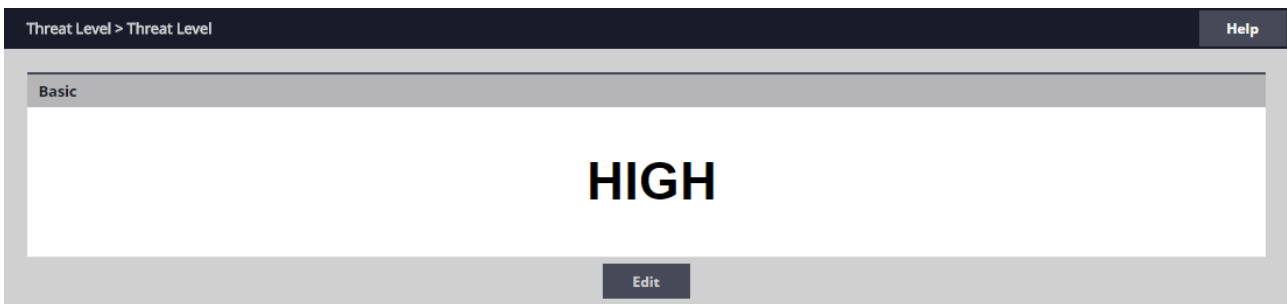 Threat Level > Threat Level
Help
Basic
HIGH
Edit